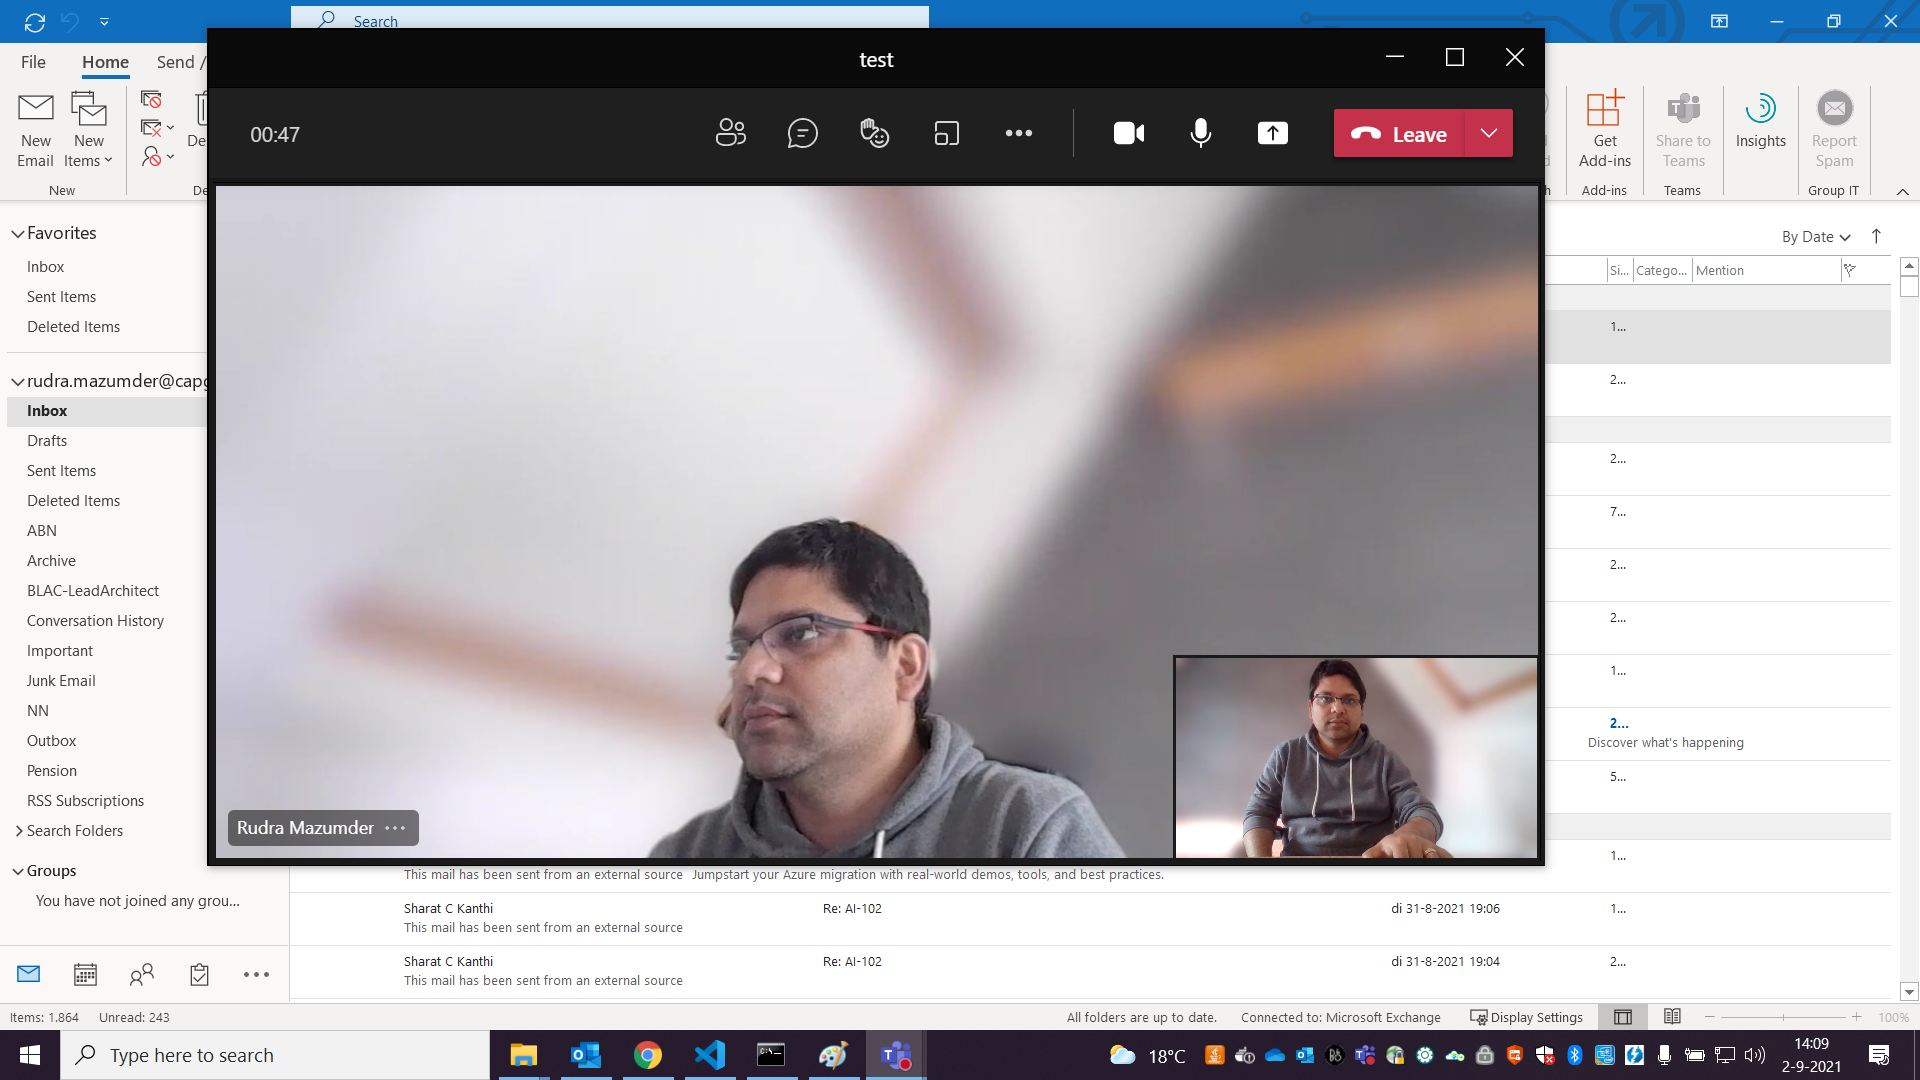 Search
File
Home
Send /
New
Email
New
Items
De
New
De
test
00:47
Leave
Get
Add-ins
Add-ins
Share to
Teams
Teams
Insights
Report
Spam
Group IT
Favorites
Inbox
Sent Items
Deleted Items
rudra.mazumder@capg
Inbox
Drafts
Sent Items
Deleted Items
ABN
Archive
BLAC-LeadArchitect
Conversation History
Important
Junk Email
NN
Outbox
Pension
RSS Subscriptions
Search Folders
Groups
You have not joined any grou...
By Date
Si... Catego... Mention
1...
2...
2...
7...
2...
2...
1...
2...
Discover what's happening
5...
1...
Rudra Mazumder
This mail has been sent from an external source Jumpstart your Azure migration with real-world demos, tools, and best practices.
Sharat C Kanthi Re: AI-102 di 31-8-2021 19:06 1...
This mail has been sent from an external source
Sharat C Kanthi Re: AI-102 di 31-8-2021 19:04 2...
This mail has been sent from an external source
Items: 1.864 Unread: 243 All folders are up to date. Connected to: Microsoft Exchange Display Settings 100%
Type here to search
18°C
14:09
2-9-2021